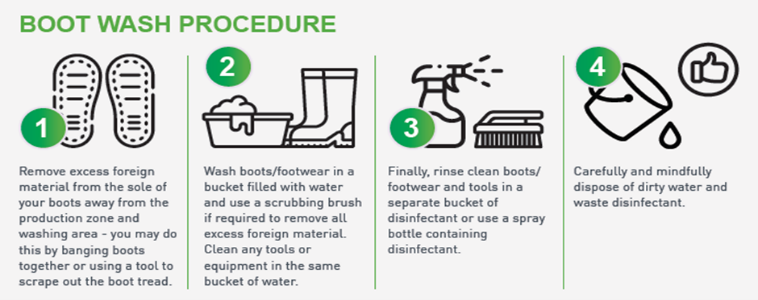 BOOT WASH PROCEDURE
1
Remove excess foreign
material from the sole of
your boots away from the
production zone and
washing area - you may do
this by banging boots
together or using a tool to
scrape out the boot tread.
2
Wash boots/footwear in a
bucket filled with water
and use a scrubbing brush
if required to remove all
excess foreign material.
Clean any tools or
equipment in the same
bucket of water.
3
Finally, rinse clean boots/
footwear and tools in a
separate bucket of
disinfectant or use a spray
bottle containing
disinfectant.
4
Carefully and mindfully
dispose of dirty water and
waste disinfectant.